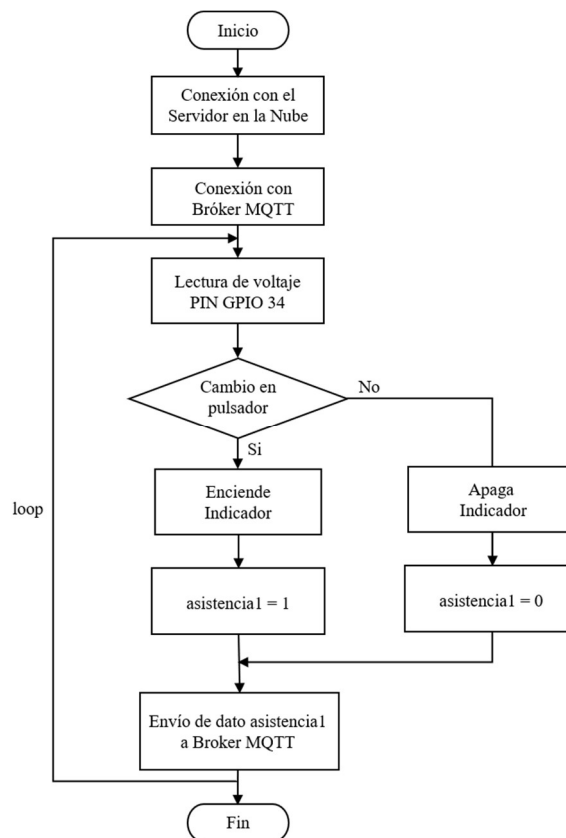 Inicio
Conexión con el
Servidor en la Nube
Conexión con
Bróker MQTT
Lectura de voltaje
PIN GPIO 34
Cambio en
pulsador
No
Si
Enciende
Indicador
Apaga
Indicador
loop
asistencia1 = 1
asistencia1 = 0
Envío de dato asistencia1
a Broker MQTT
Fin